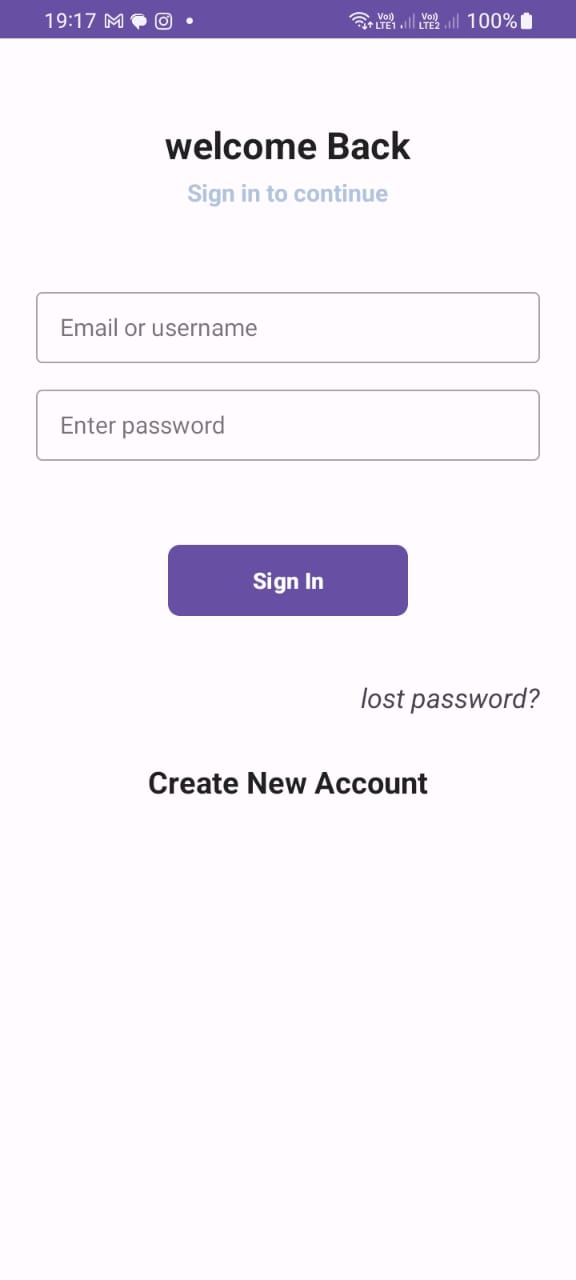 19:17 100%
Vo)) LTE1 Vo)) LTE2
welcome Back
Sign in to continue
Email or username
Enter password
Sign In
lost password?
Create New Account